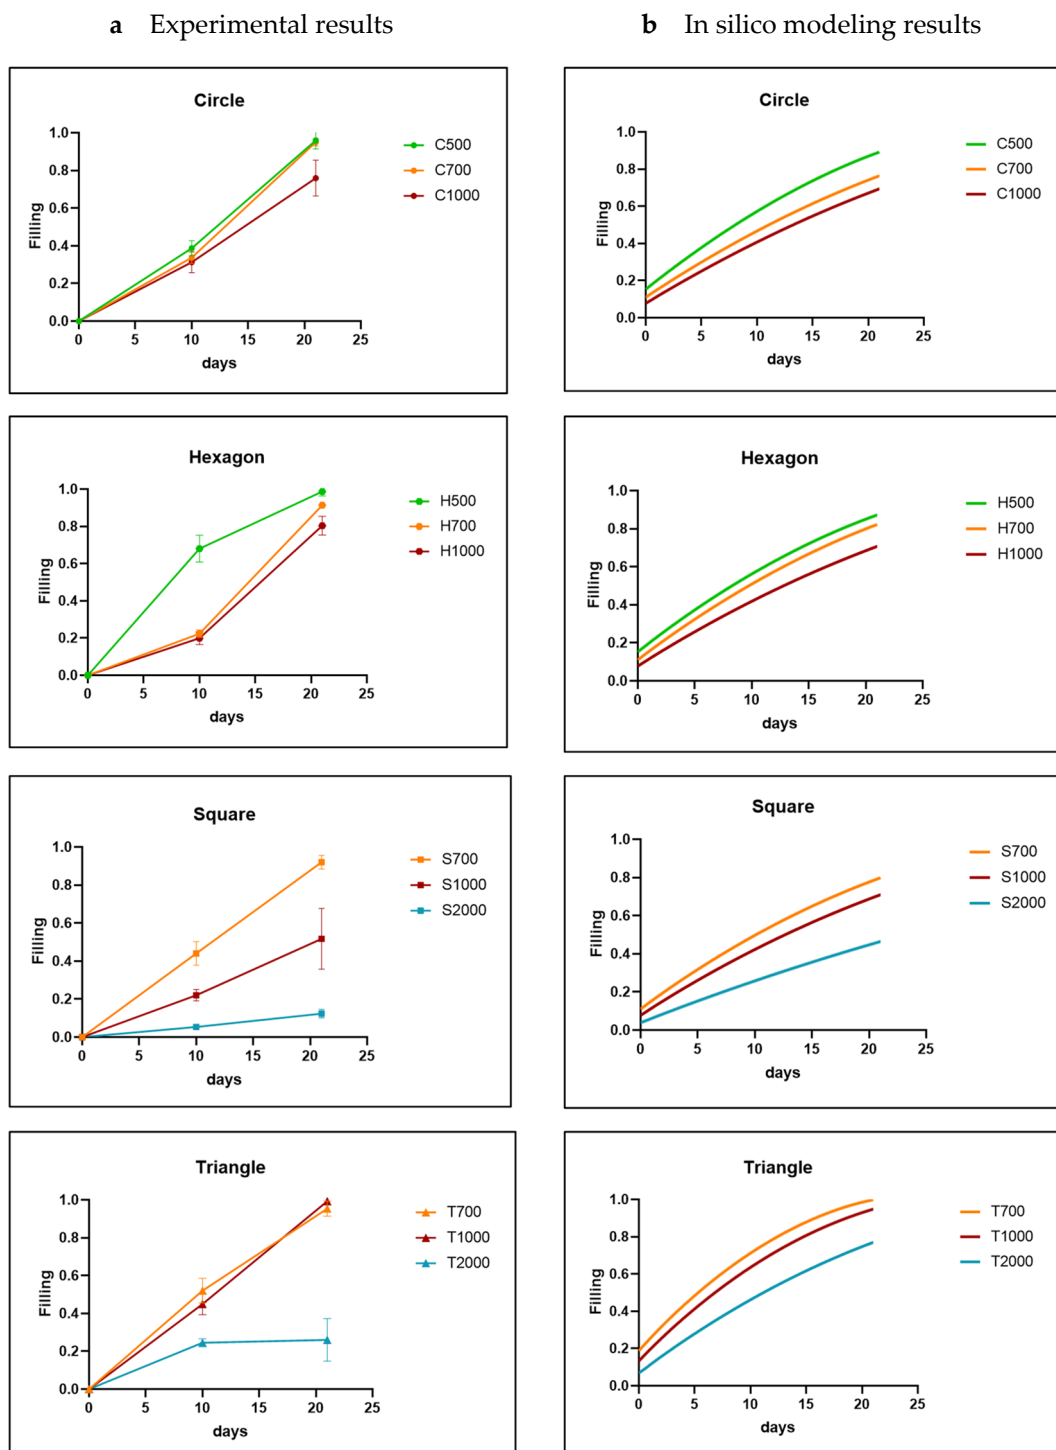 a Experimental results
b In silico modeling results
Circle
1.0
0.8
0.6
0.4
0.2
0.0
Filling
0 5 10 15 20 25
days
C500
C700
C1000
Circle
1.0
0.8
0.6
0.4
0.2
0.0
Filling
0 5 10 15 20 25
days
C500
C700
C1000
Hexagon
1.0
0.8
0.6
0.4
0.2
0.0
Filling
0 5 10 15 20 25
days
H500
H700
H1000
Hexagon
1.0
0.8
0.6
0.4
0.2
0.0
Filling
0 5 10 15 20 25
days
H500
H700
H1000
Square
1.0
0.8
0.6
0.4
0.2
0.0
Filling
0 5 10 15 20 25
days
S700
S1000
S2000
Square
1.0
0.8
0.6
0.4
0.2
0.0
Filling
0 5 10 15 20 25
days
S700
S1000
S2000
Triangle
1.0
0.8
0.6
0.4
0.2
0.0
Filling
0 5 10 15 20 25
days
T700
T1000
T2000
Triangle
1.0
0.8
0.6
0.4
0.2
0.0
Filling
0 5 10 15 20 25
days
T700
T1000
T2000